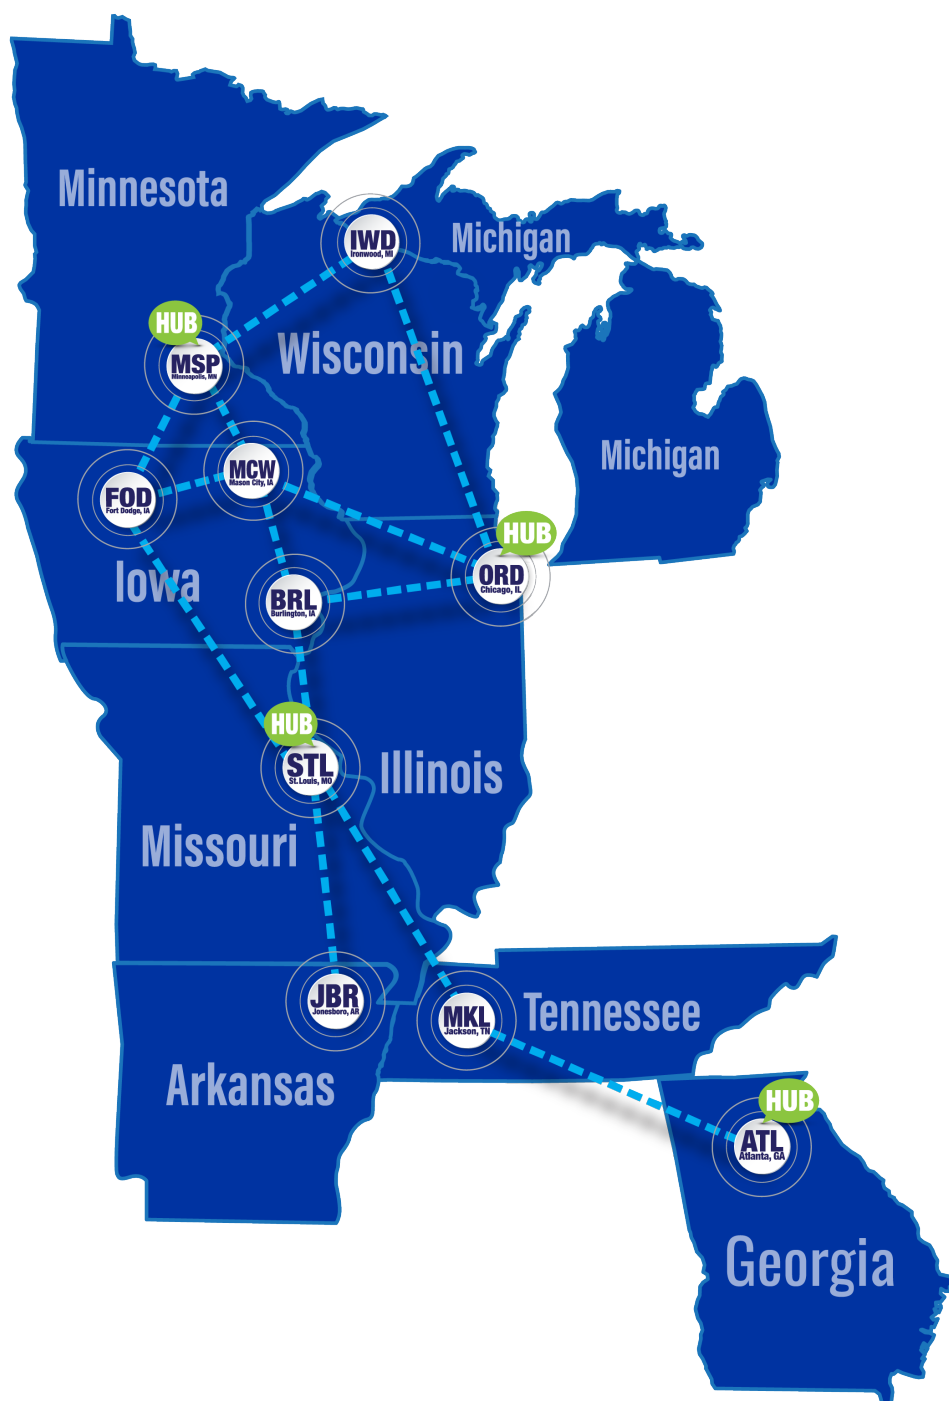 Minnesota
IWD
Ironwood, MI
Michigan
HUB
MSP
Minneapolis, MN
Wisconsin
MCW
Mason City, IA
Michigan
FOD
Fort Dodge, IA
HUB
ORD
Chicago, IL
Iowa
BRL
Burlington, IA
HUB
STL
St. Louis, MO
Illinois
Missouri
JBR
Jonesboro, AR
MKL
Jackson, TN
Tennessee
Arkansas
HUB
ATL
Atlanta, GA
Georgia